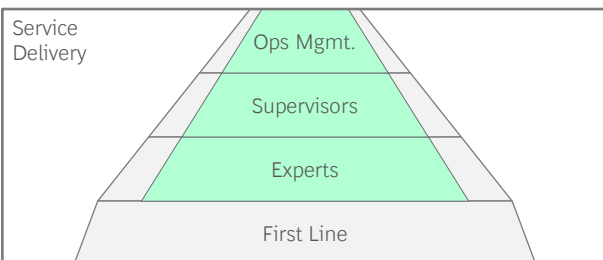 Service
Delivery
Ops Mgmt.
Supervisors
Experts
First Line